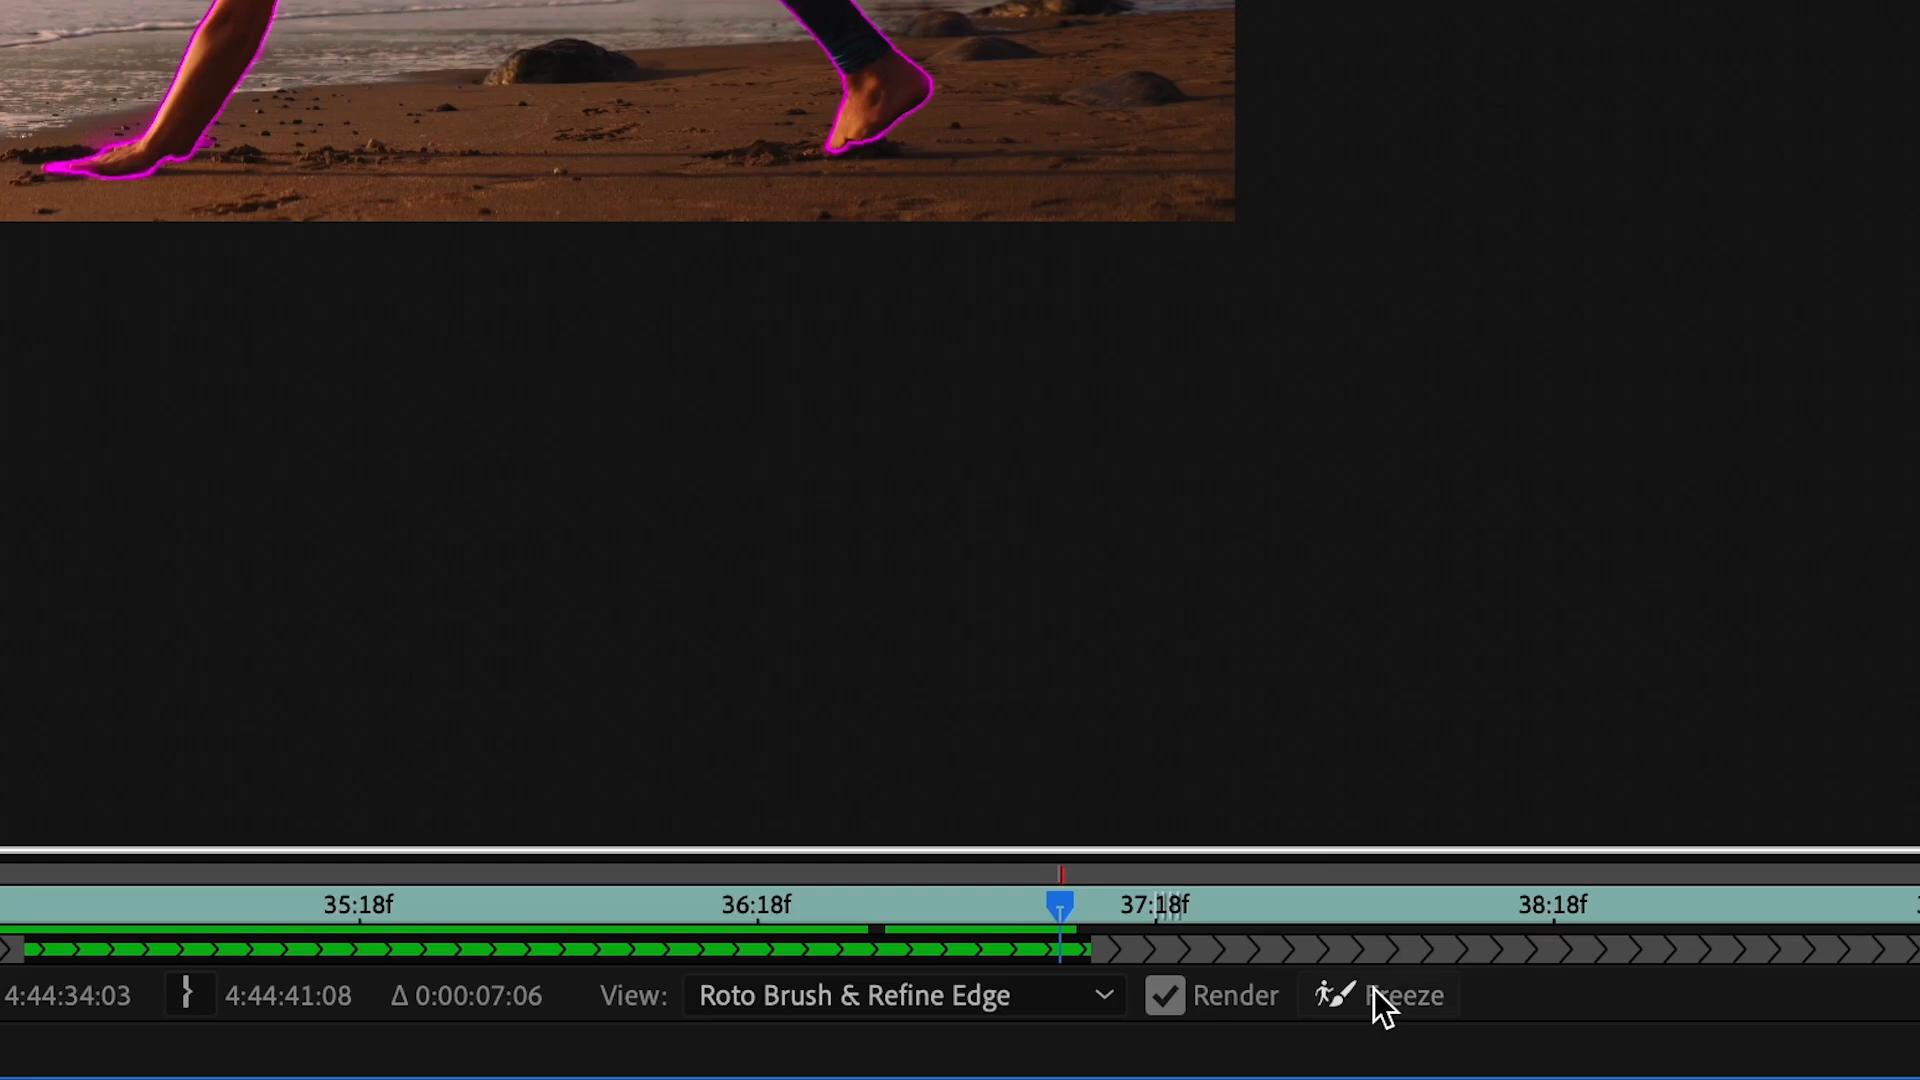 35:18f 36:18f 37:18f 38:18f
4:44:34:03 4:44:41:08 Δ 0:00:07:06 View: Roto Brush & Refine Edge Render Freeze